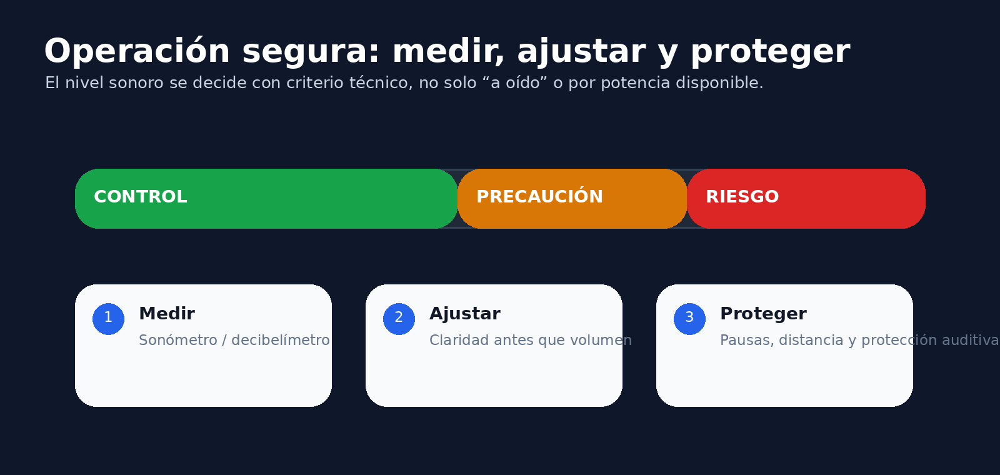 Operación segura: medir, ajustar y proteger
El nivel sonoro se decide con criterio técnico, no solo “a oído” o por potencia disponible.
CONTROL
PRECAUCIÓN
RIESGO
1
Medir
Sonómetro / decibelímetro
2
Ajustar
Claridad antes que volumen
3
Proteger
Pausas, distancia y protección auditiva